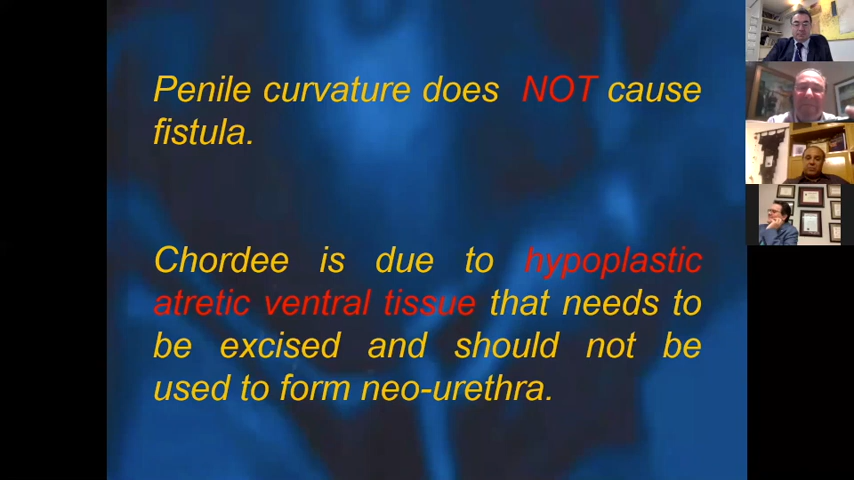 Penile curvature does NOT cause
fistula.
Chordee is due to hypoplastic
atretic ventral tissue that needs to
be excised and should not be
used to form neo-urethra.